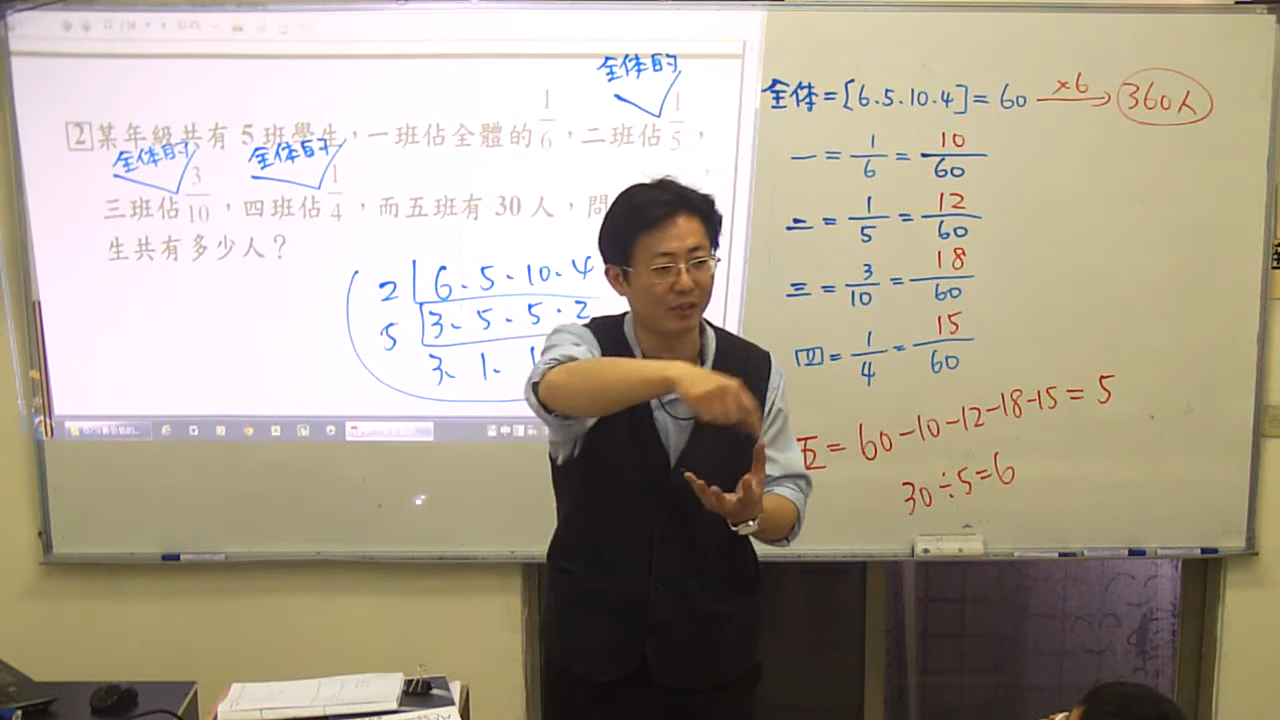 全体的
2 某年級共有 5 班學生，一班佔全體的 1/6，二班佔 1/5，
全体的 全体的
三班佔 3/10，四班佔 1/4，而五班有 30 人，問
生共有多少人？
2 6、5、10、4
5 3、5、5、2
3、1、1
全体=[6.5.10.4]=60 ×6 360人
一 = 1/6 = 10/60
二 = 1/5 = 12/60
三 = 3/10 = 18/60
四 = 1/4 = 15/60
五 = 60-10-12-18-15=5
30÷5=6